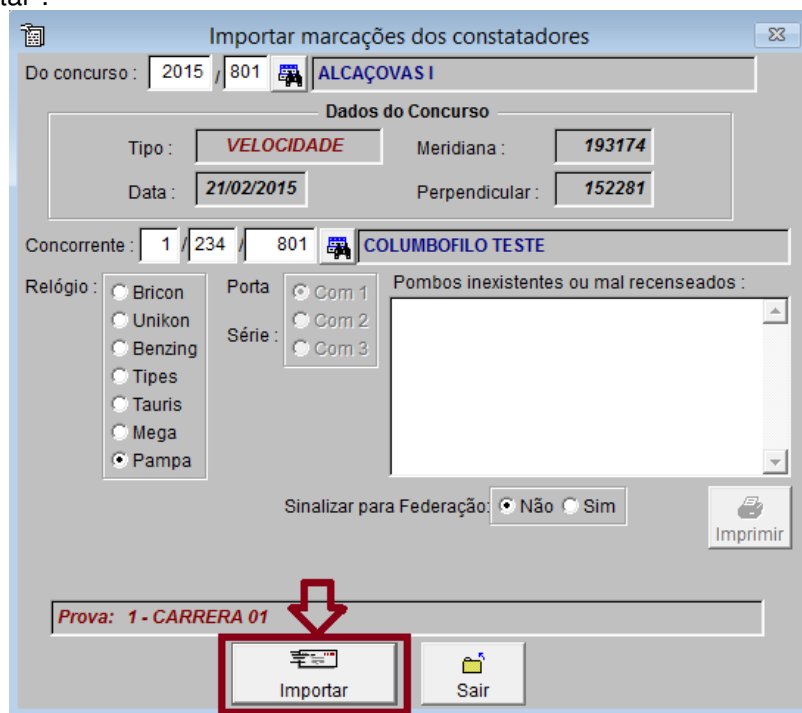 tar .
Importar marcações dos constatadores
Do concurso : 2015 / 801 ALCAÇOVAS I
Dados do Concurso
Tipo : VELOCIDADE Meridiana : 193174
Data : 21/02/2015 Perpendicular : 152281
Concorrente : 1 / 234 / 801 COLUMBOFILO TESTE
Relógio : Bricon Porta Com 1 Pombos inexistentes ou mal recenseados :
Unikon Série : Com 2
Benzing Com 3
Tipes
Tauris
Mega
Pampa
Sinalizar para Federação: Não Sim
Imprimir
Prova: 1 - CARRERA 01
Importar Sair